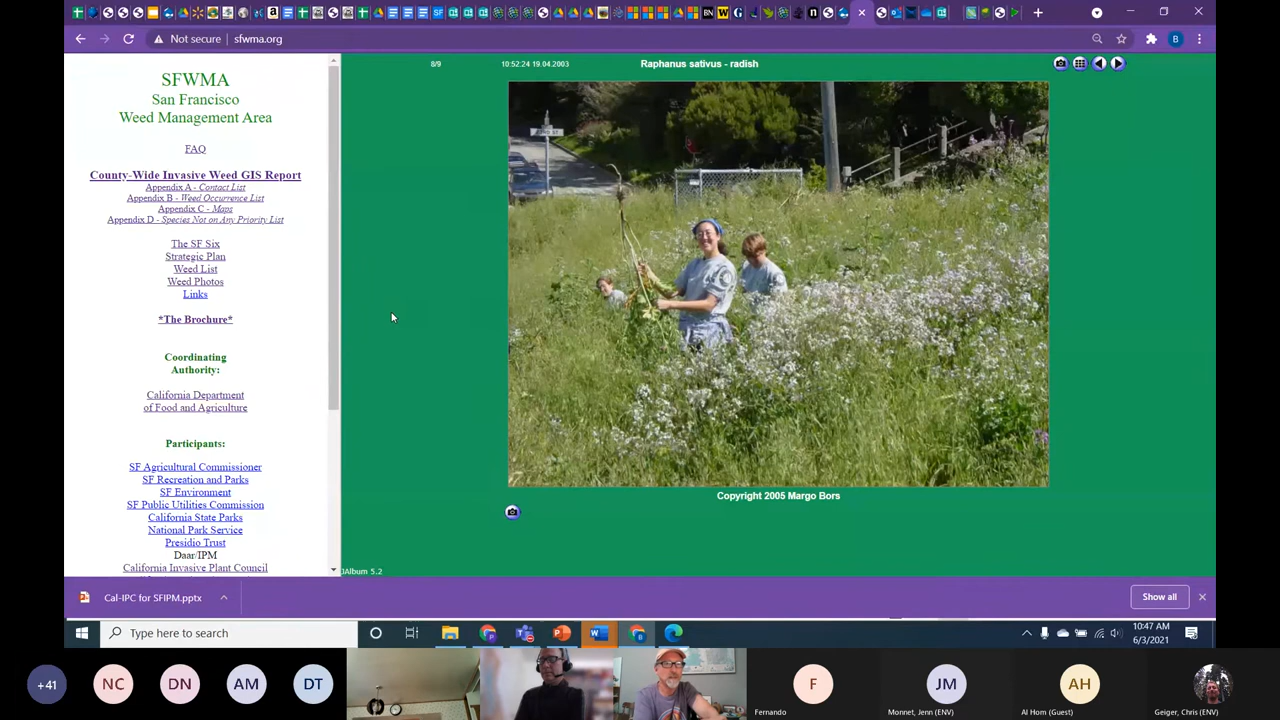 Not secure
sfwma.org
B
SFWMA
San Francisco
Weed Management Area
FAQ
County-Wide Invasive Weed GIS Report
Appendix A - Contact List
Appendix B - Weed Occurrence List
Appendix C - Maps
Appendix D - Species Not on Any Priority List
The SF Six
Strategic Plan
Weed List
Weed Photos
Links
*The Brochure*
Coordinating
Authority:
California Department
of Food and Agriculture
Participants:
SF Agricultural Commissioner
SF Recreation and Parks
SF Environment
SF Public Utilities Commission
California State Parks
National Park Service
Presidio Trust
Daar/IPM
California Invasive Plant Council
8/9
10:52:24 19.04.2003
Raphanus sativus - radish
Copyright 2005 Margo Bors
JAlbum 5.2
Cal-IPC for SFIPM.pptx
Show all
Type here to search
10:47 AM
6/3/2021
+41
NC
DN
AM
DT
F
Fernando
JM
Monnet, Jenn (ENV)
AH
Al Hom (Guest)
Geiger, Chris (ENV)